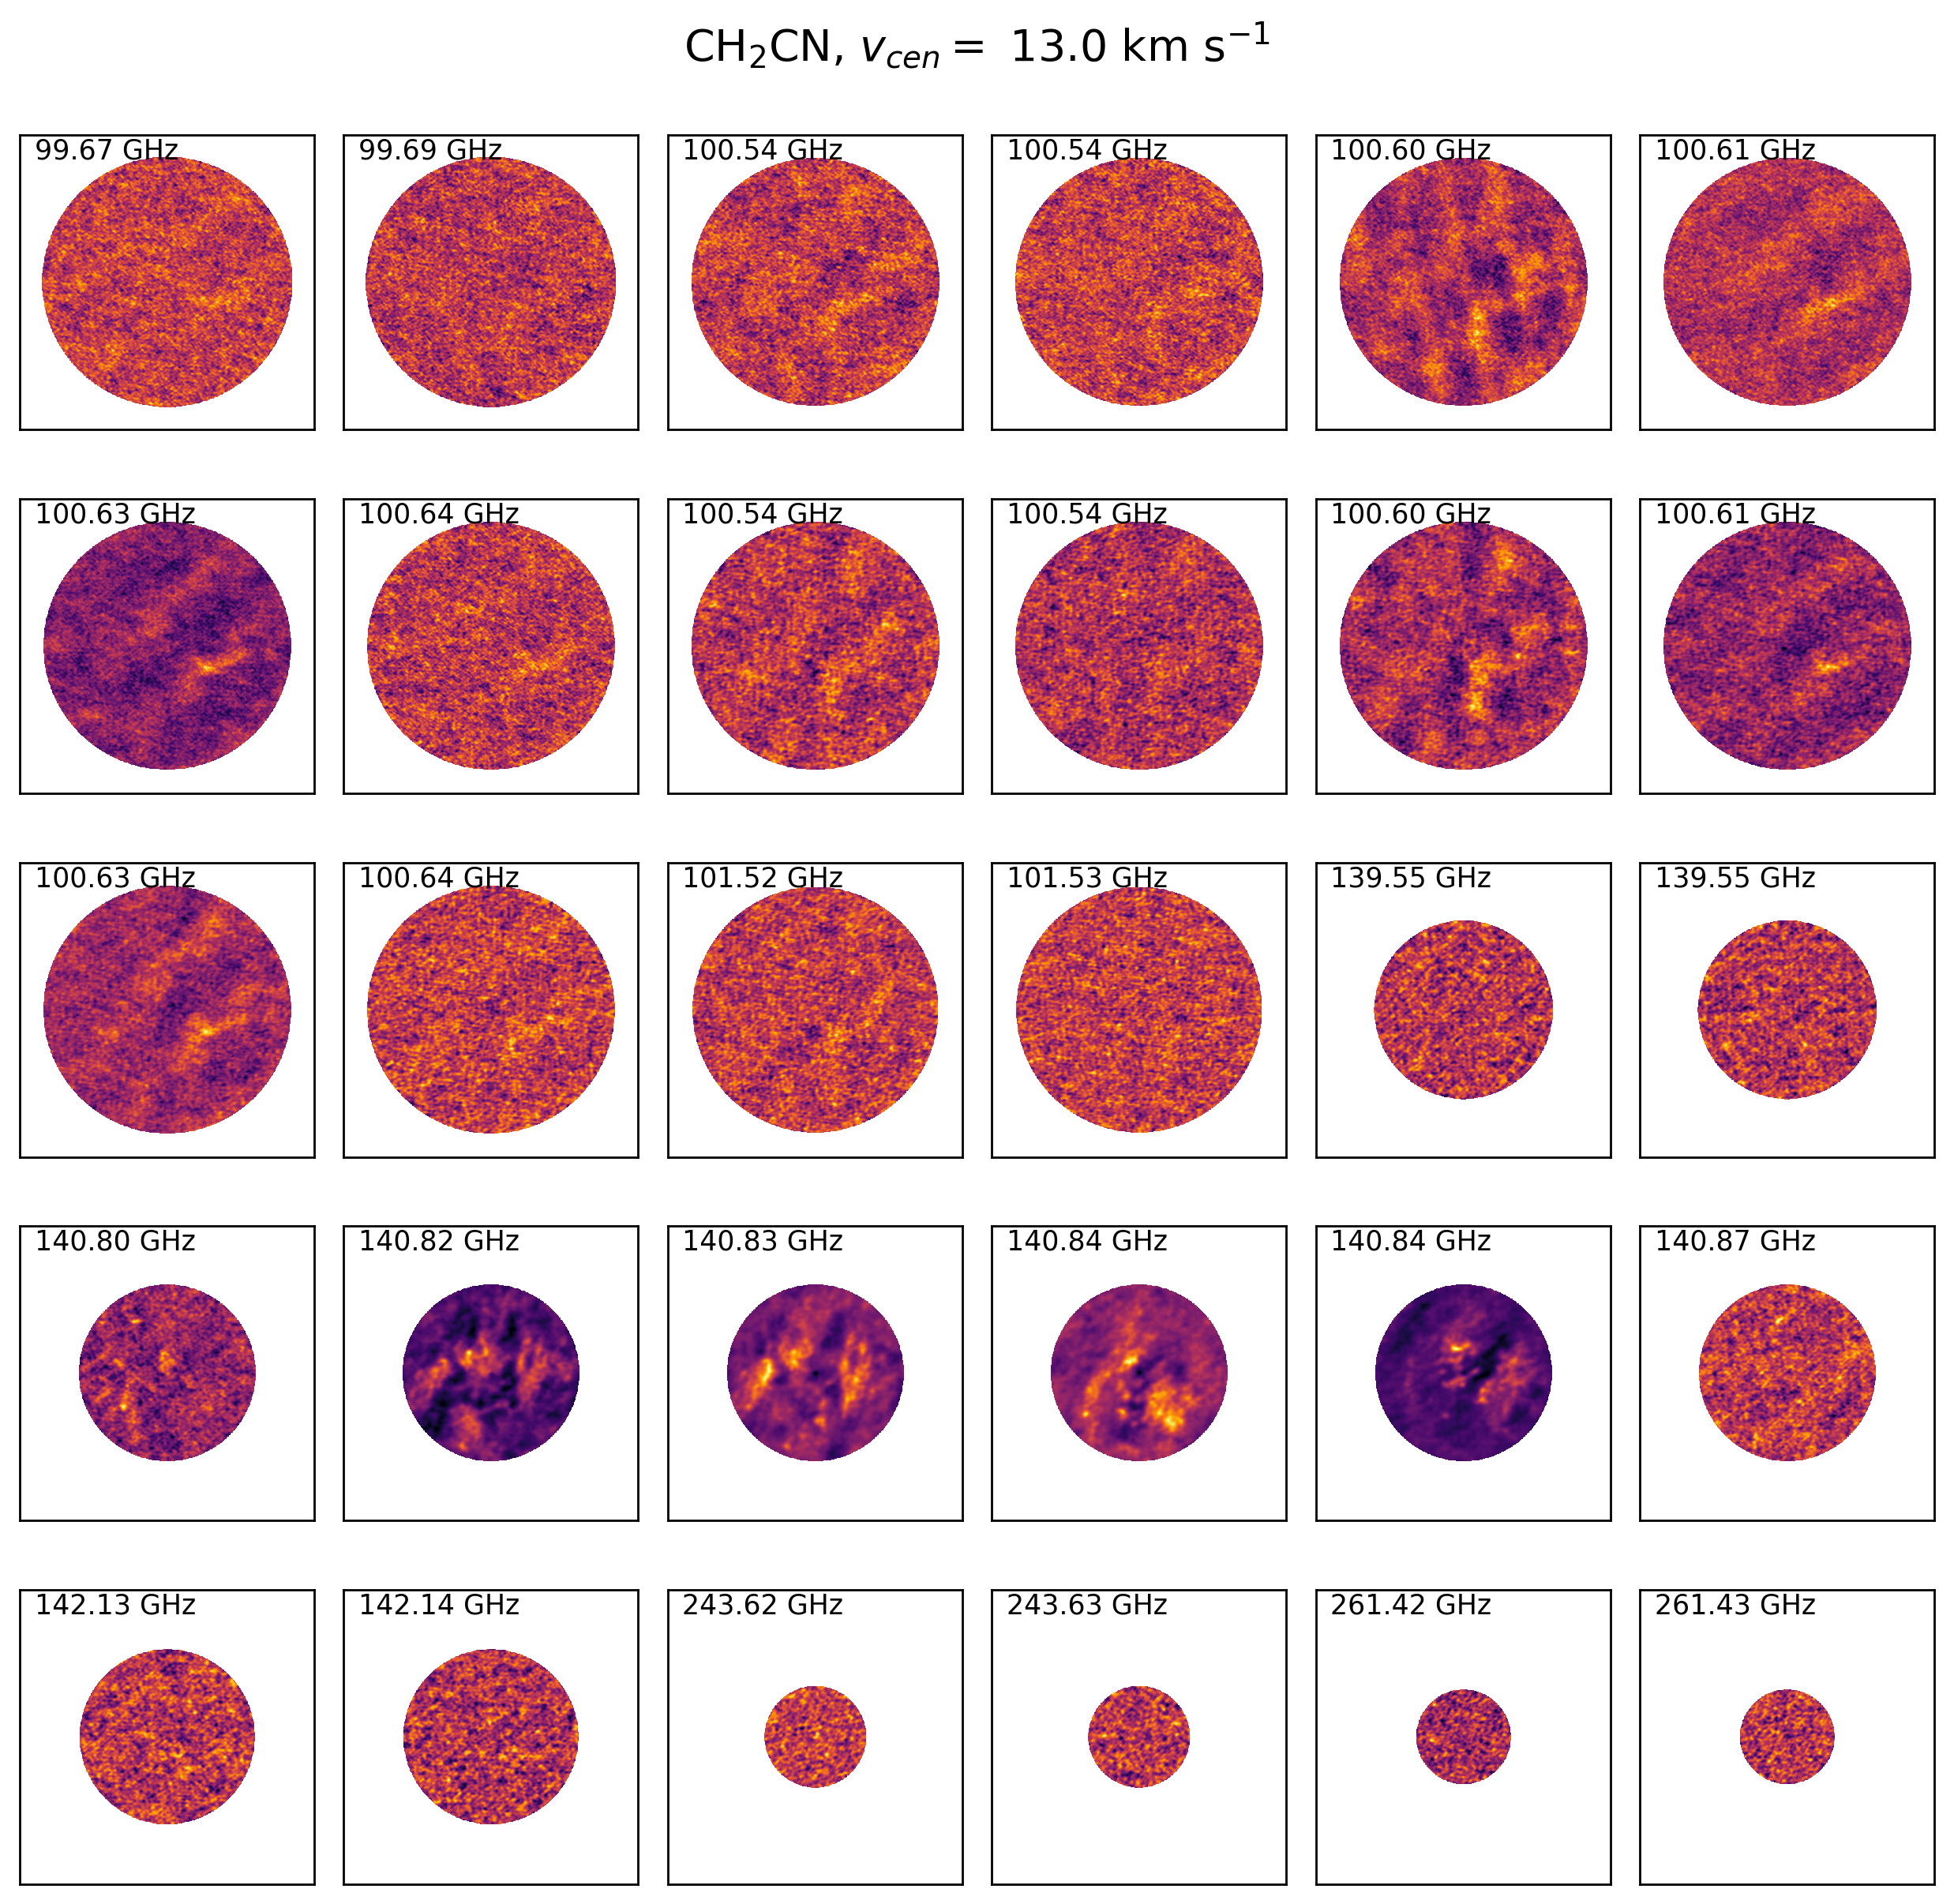 CH₂CN, v_cen = 13.0 km s⁻¹
99.67 GHz
99.69 GHz
100.54 GHz
100.54 GHz
100.60 GHz
100.61 GHz
100.63 GHz
100.64 GHz
100.54 GHz
100.54 GHz
100.60 GHz
100.61 GHz
100.63 GHz
100.64 GHz
101.52 GHz
101.53 GHz
139.55 GHz
139.55 GHz
140.80 GHz
140.82 GHz
140.83 GHz
140.84 GHz
140.84 GHz
140.87 GHz
142.13 GHz
142.14 GHz
243.62 GHz
243.63 GHz
261.42 GHz
261.43 GHz